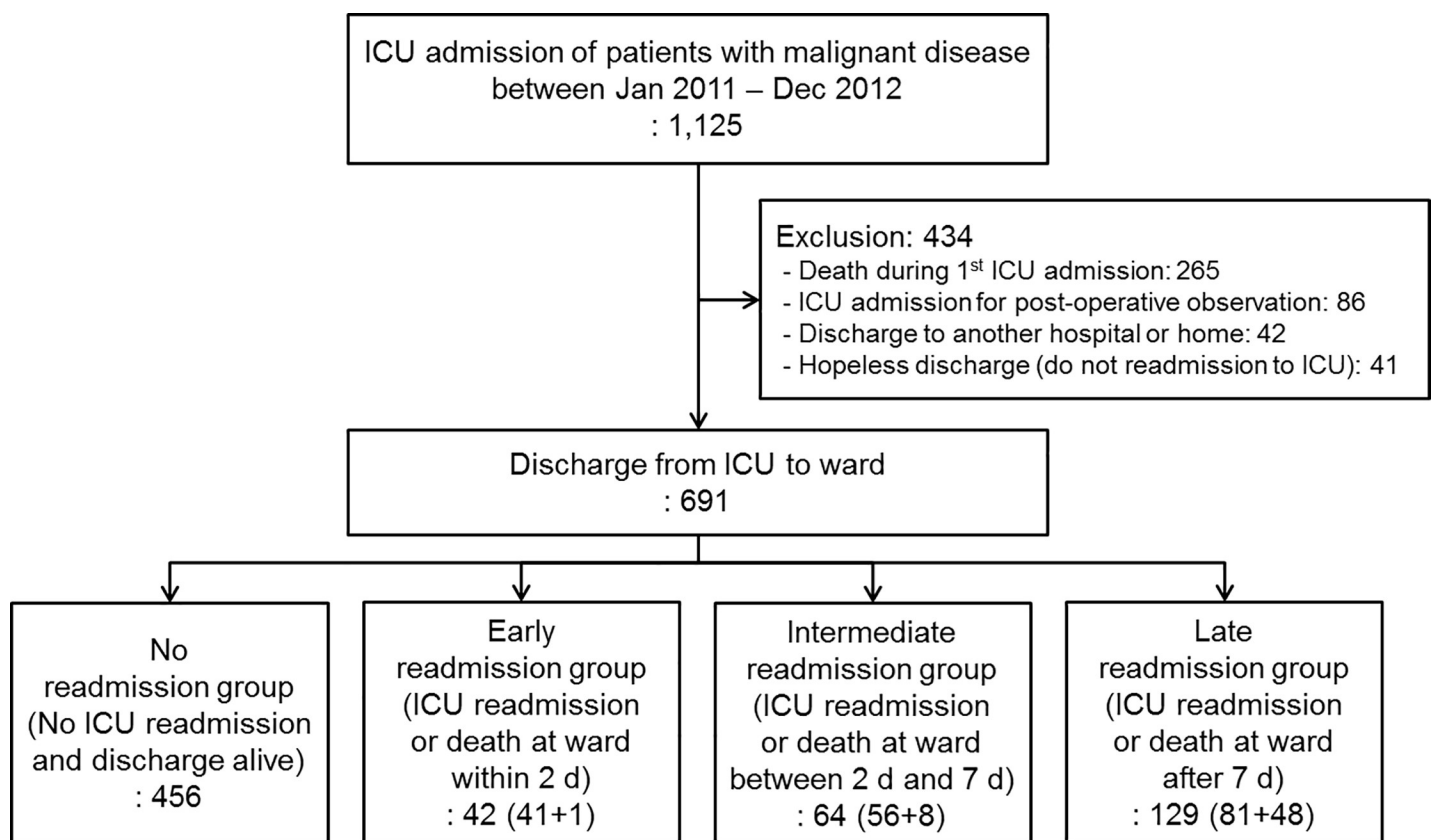 ICU admission of patients with malignant disease
between Jan 2011 – Dec 2012
: 1,125
Exclusion: 434
- Death during 1st ICU admission: 265
- ICU admission for post-operative observation: 86
- Discharge to another hospital or home: 42
- Hopeless discharge (do not readmission to ICU): 41
Discharge from ICU to ward
: 691
No
readmission group
(No ICU readmission
and discharge alive)
: 456
Early
readmission group
(ICU readmission
or death at ward
within 2 d)
: 42 (41+1)
Intermediate
readmission group
(ICU readmission
or death at ward
between 2 d and 7 d)
: 64 (56+8)
Late
readmission group
(ICU readmission
or death at ward
after 7 d)
: 129 (81+48)